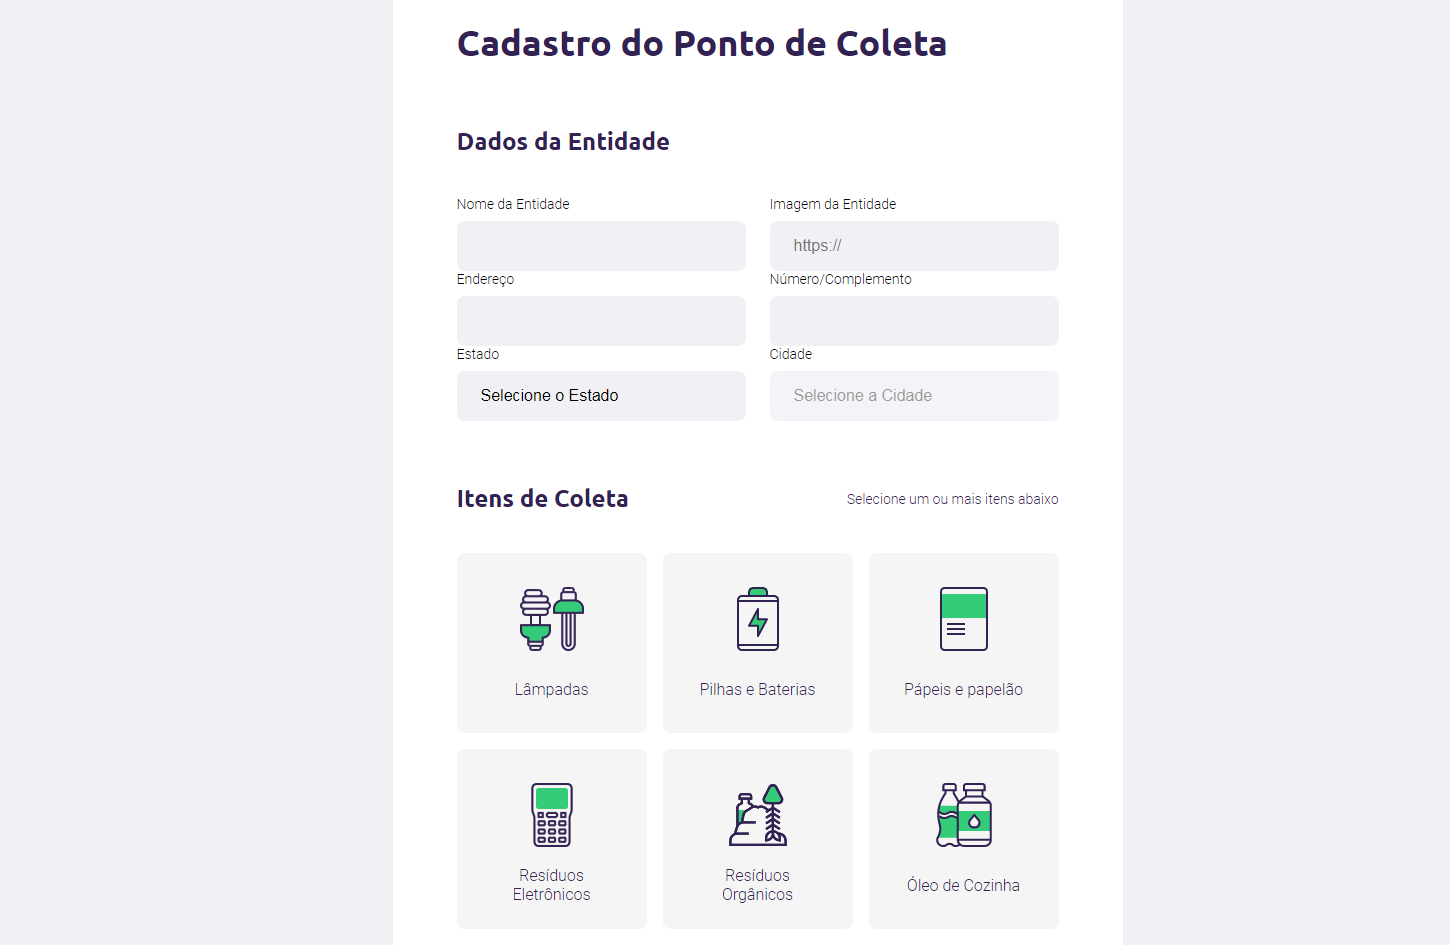 Cadastro do Ponto de Coleta
Dados da Entidade
Nome da Entidade
Imagem da Entidade
https://
Endereço
Número/Complemento
Estado
Cidade
Selecione o Estado
Selecione a Cidade
Itens de Coleta
Selecione um ou mais itens abaixo
Lâmpadas
Pilhas e Baterias
Pápeis e papelão
Resíduos
Eletrônicos
Resíduos
Orgânicos
Óleo de Cozinha